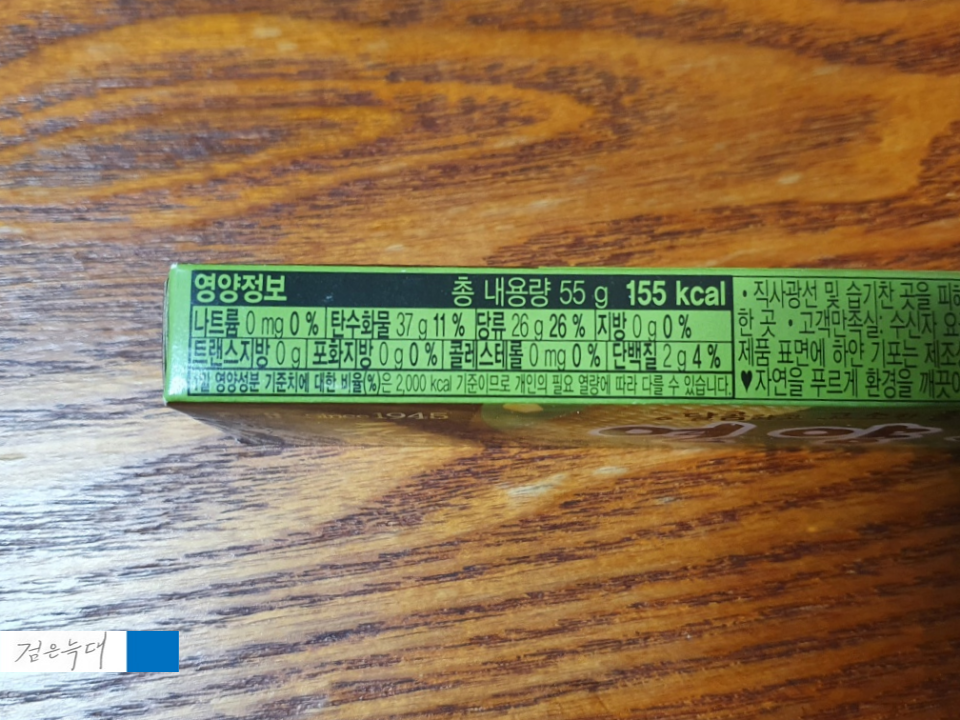 영양정보 총 내용량 55 g 155 kcal
나트륨 0 mg 0 % 탄수화물 37 g 11 % 당류 26 g 26 % 지방 0 g 0 %
트랜스지방 0 g 포화지방 0 g 0 % 콜레스테롤 0 mg 0 % 단백질 2 g 4 %
1일 영양성분 기준치에 대한 비율(%)은 2,000 kcal 기준이므로 개인의 필요 열량에 따라 다를 수 있습니다.
• 직사광선 및 습기찬 곳을 피
한 곳 • 고객만족실, 수신자
제품 표면에 하얀 기포는
♥자연을 푸르게 환경을
since 1945
검은늑대